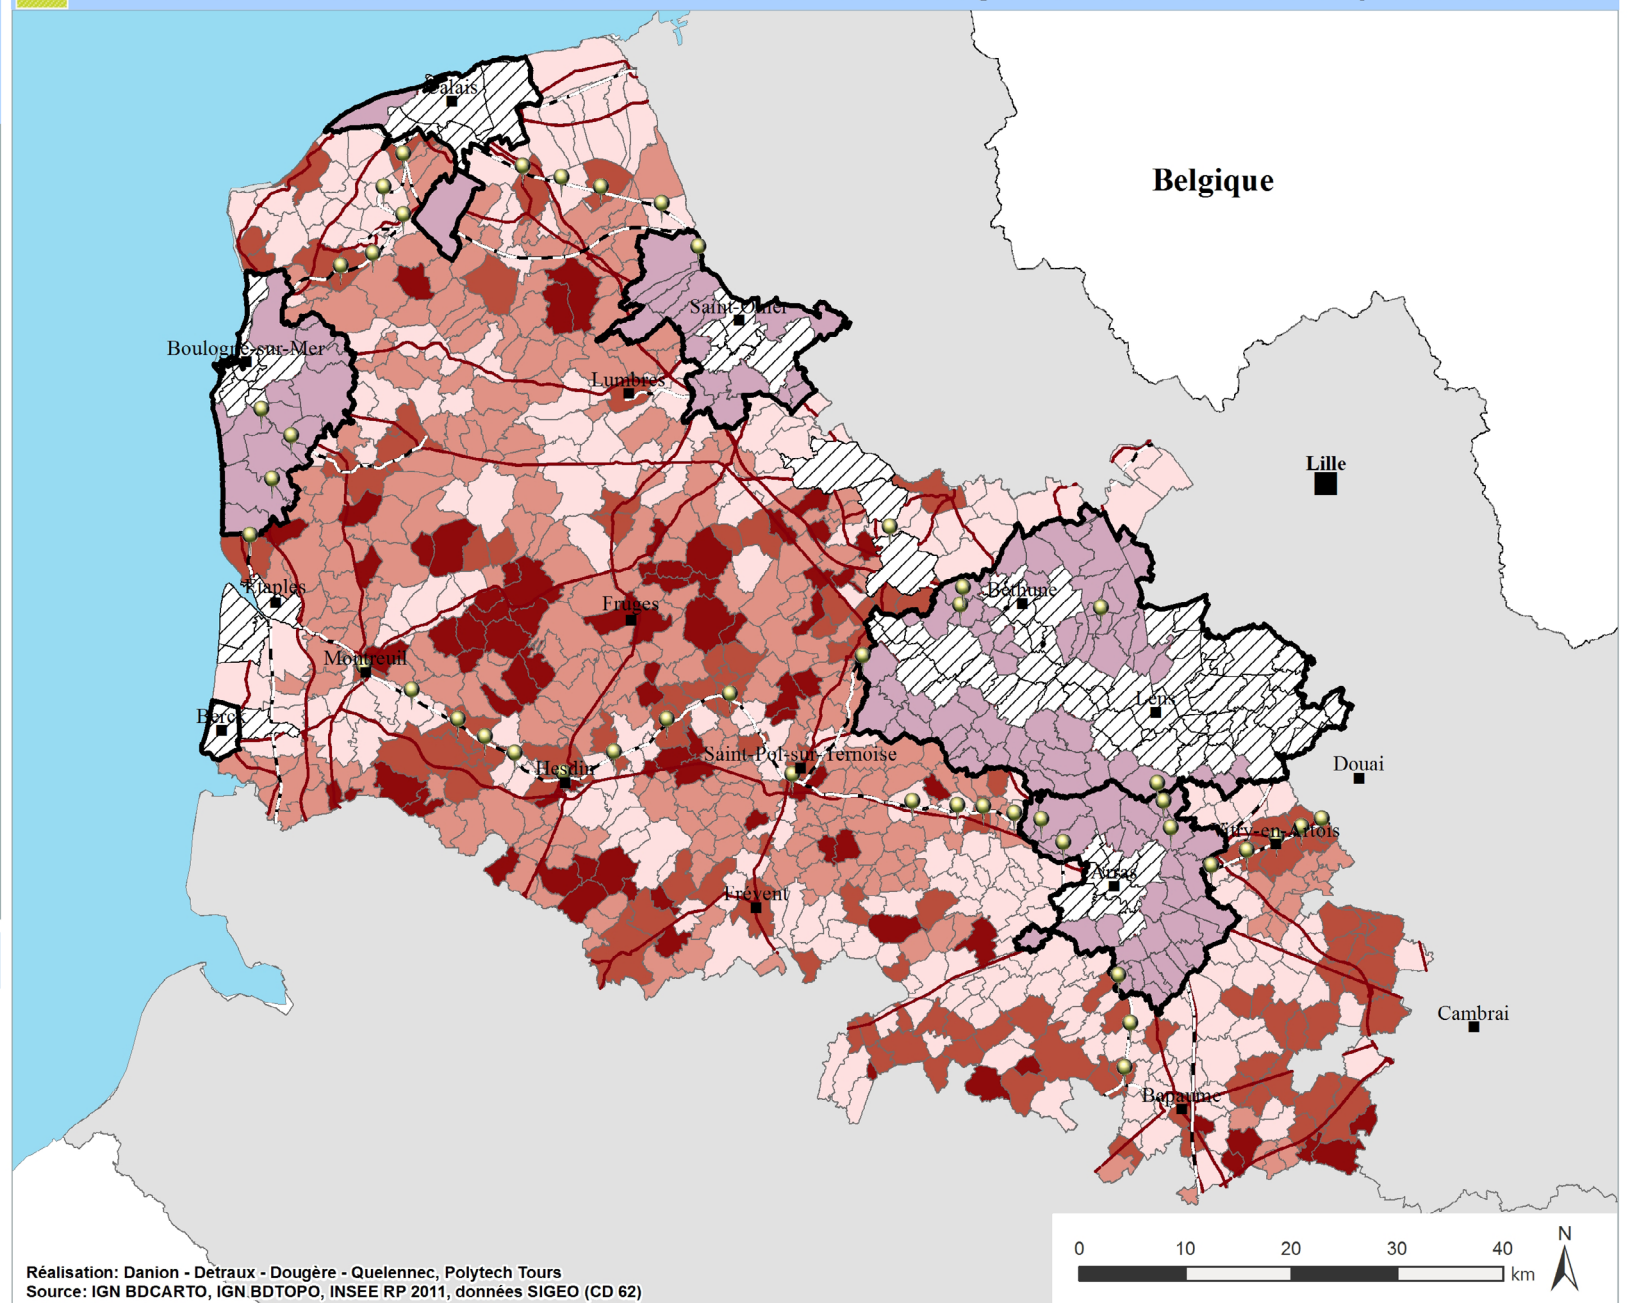 Calais
Belgique
Saint-Omer
Boulogne-sur-Mer
Lumbres
Lille
Étaples
Béthune
Fruges
Montreuil
Lens
Berck
Saint-Pol-sur-Ternoise
Douai
Hesdin
Vitry-en-Artois
Arras
Frévent
Cambrai
Bapaume
N
0 10 20 30 40
km
Réalisation: Danion - Detraux - Dougère - Quelennec, Polytech Tours
Source: IGN BDCARTO, IGN BDTOPO, INSEE RP 2011, données SIGEO (CD 62)